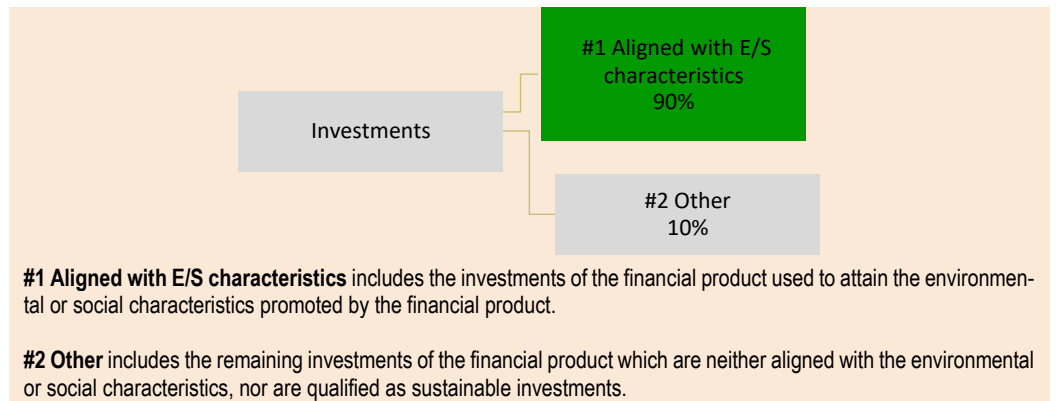 #1 Aligned with E/S
characteristics
90%
Investments
#2 Other
10%
#1 Aligned with E/S characteristics includes the investments of the financial product used to attain the environmen-
tal or social characteristics promoted by the financial product.
#2 Other includes the remaining investments of the financial product which are neither aligned with the environmental
or social characteristics, nor are qualified as sustainable investments.